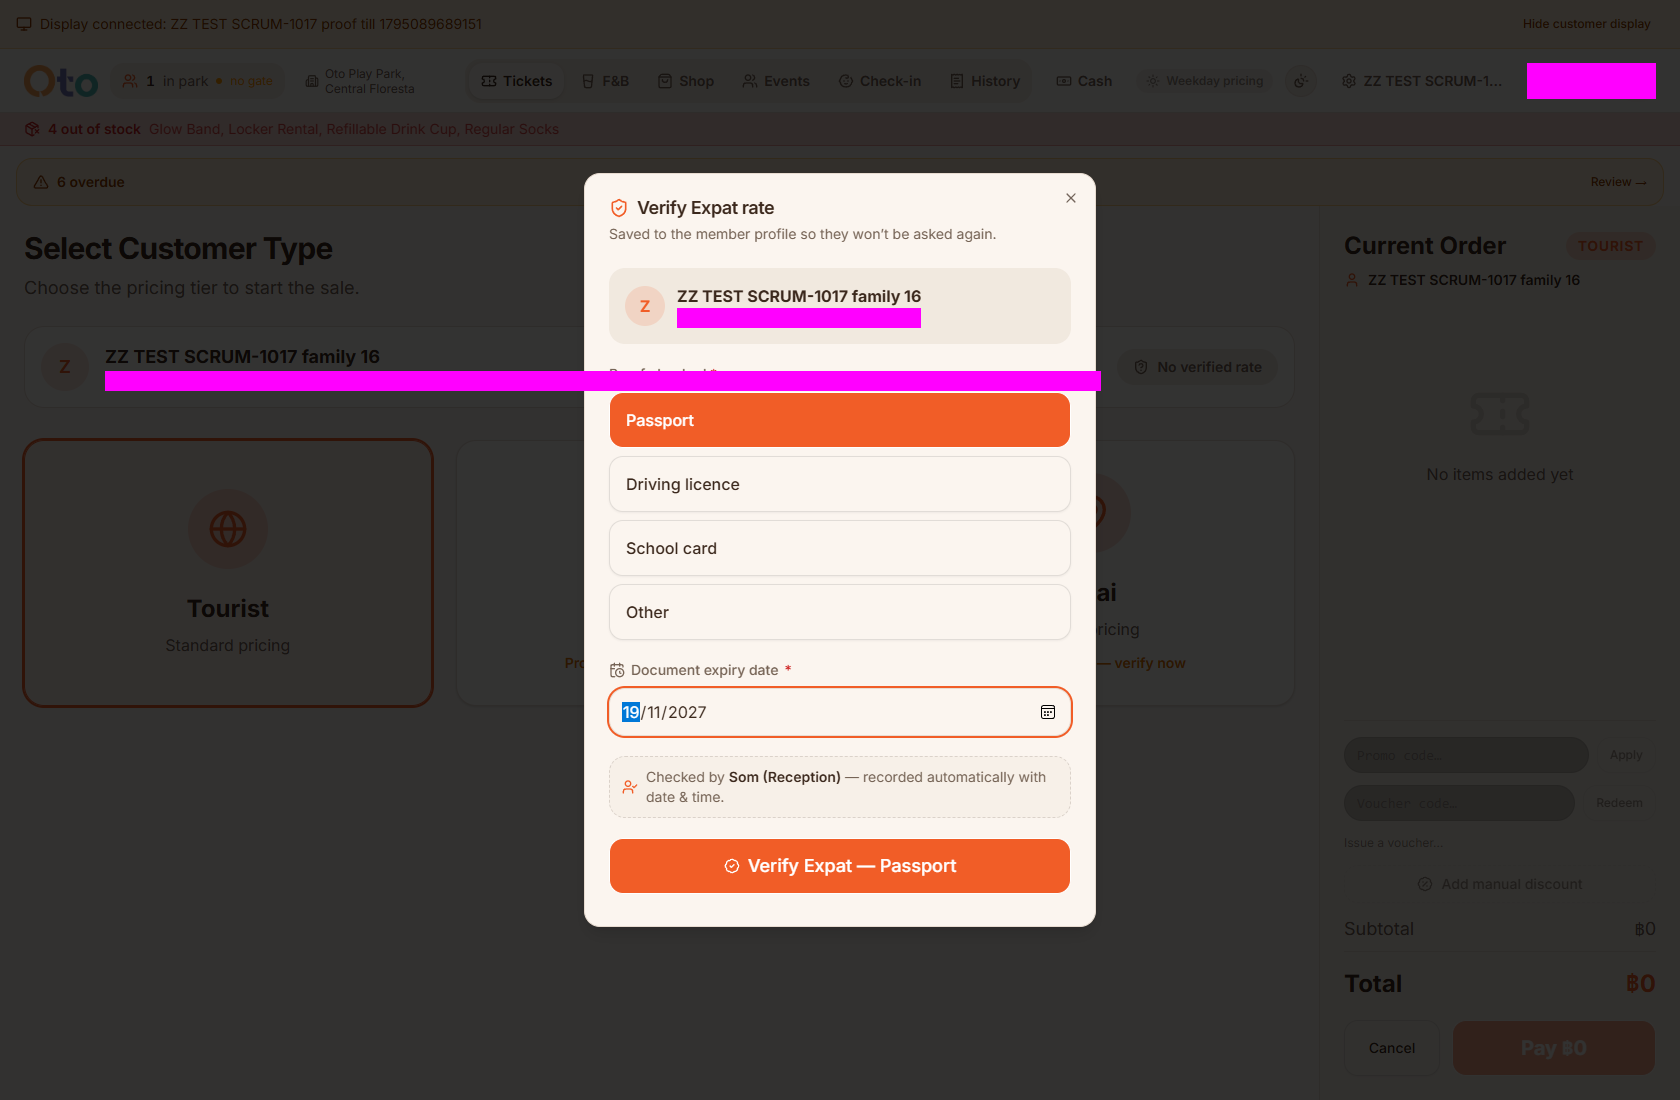 Display connected: ZZ TEST SCRUM-1017 proof till 1795089689151
Hide customer display
Oto
1 in park • no gate
Oto Play Park,
Central Floresta
Tickets
F&B
Shop
Events
Check-in
History
Cash
Weekday pricing
ZZ TEST SCRUM-1...
4 out of stock Glow Band, Locker Rental, Refillable Drink Cup, Regular Socks
6 overdue
Review →
Select Customer Type
Choose the pricing tier to start the sale.
Z
ZZ TEST SCRUM-1017 family 16
No verified rate
Tourist
Standard pricing
— verify now
Verify Expat rate
Saved to the member profile so they won't be asked again.
Z
ZZ TEST SCRUM-1017 family 16
Passport
Driving licence
School card
Other
Document expiry date *
19/11/2027
Checked by Som (Reception) — recorded automatically with
date & time.
Verify Expat — Passport
Current Order
TOURIST
ZZ TEST SCRUM-1017 family 16
No items added yet
Promo code…
Apply
Voucher code…
Redeem
Issue a voucher...
Add manual discount
Subtotal
฿0
Total
฿0
Cancel
Pay ฿0